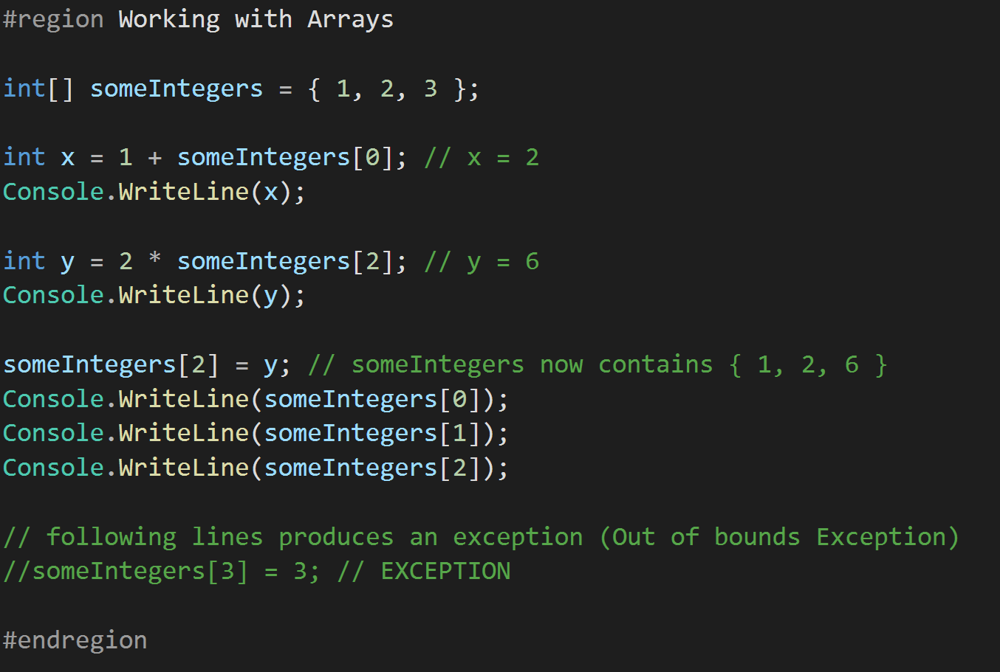 #region Working with Arrays
int[] someIntegers = { 1, 2, 3 };
int x = 1 + someIntegers[0]; // x = 2
Console.WriteLine(x);
int y = 2 * someIntegers[2]; // y = 6
Console.WriteLine(y);
someIntegers[2] = y; // someIntegers now contains { 1, 2, 6 }
Console.WriteLine(someIntegers[0]);
Console.WriteLine(someIntegers[1]);
Console.WriteLine(someIntegers[2]);
// following lines produces an exception (Out of bounds Exception)
//someIntegers[3] = 3; // EXCEPTION
#endregion